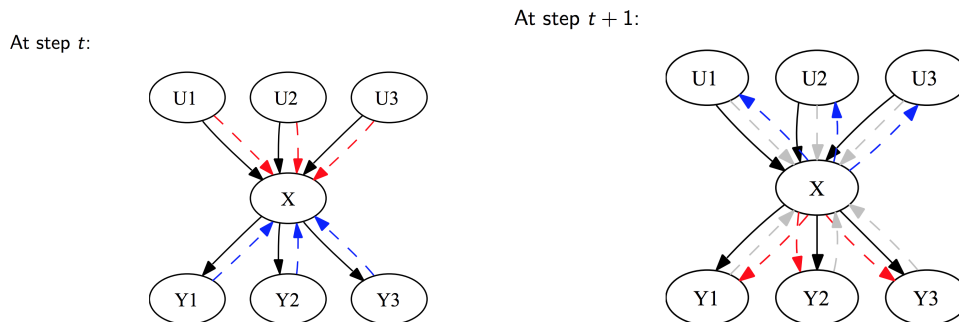 At step t:
U1 U2 U3
X
Y1 Y2 Y3
At step t + 1:
U1 U2 U3
X
Y1 Y2 Y3